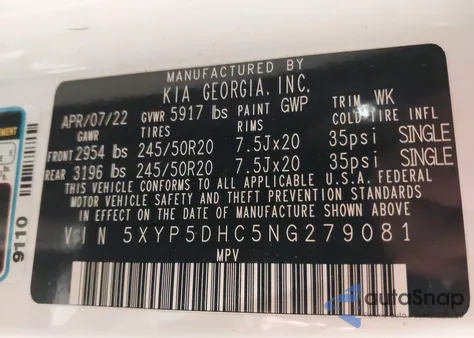 MANUFACTURED BY
KIA GEORGIA, INC.
APR/07/22 GVWR 5917 lbs PAINT GWP TRIM WK
GAWR TIRES RIMS COLD TIRE INFL
FRONT 2954 lbs 245/50R20 7.5Jx20 35psi SINGLE
REAR 3196 lbs 245/50R20 7.5Jx20 35psi SINGLE
THIS VEHICLE CONFORMS TO ALL APPLICABLE U.S.A. FEDERAL
MOTOR VEHICLE SAFETY AND THEFT PREVENTION STANDARDS
IN EFFECT ON THE DATE OF MANUFACTURE SHOWN ABOVE
VIN 5XYP5DHC5NG279081
MPV
9110
autoSnap